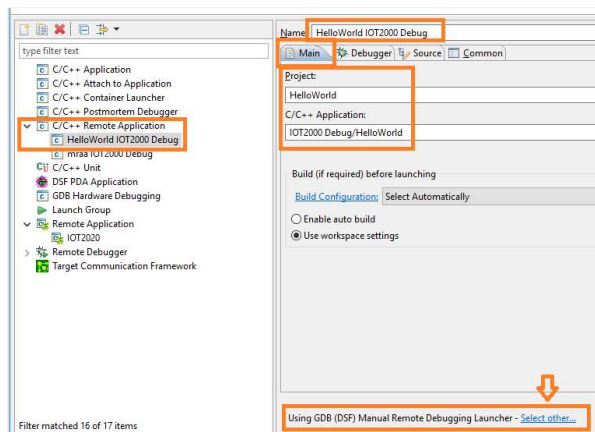 type filter text
C/C++ Application
C/C++ Attach to Application
C/C++ Container Launcher
C/C++ Postmortem Debugger
C/C++ Remote Application
HelloWorld IOT2000 Debug
mraa IOT2000 Debug
C/C++ Unit
DSF PDA Application
GDB Hardware Debugging
Launch Group
Remote Application
IOT2020
Remote Debugger
Target Communication Framework
Filter matched 16 of 17 items
Name: HelloWorld IOT2000 Debug
Main Debugger Source Common
Project:
HelloWorld
C/C++ Application:
IOT2000 Debug/HelloWorld
Build (if required) before launching
Build Configuration: Select Automatically
Enable auto build
Use workspace settings
Using GDB (DSF) Manual Remote Debugging Launcher - Select other...